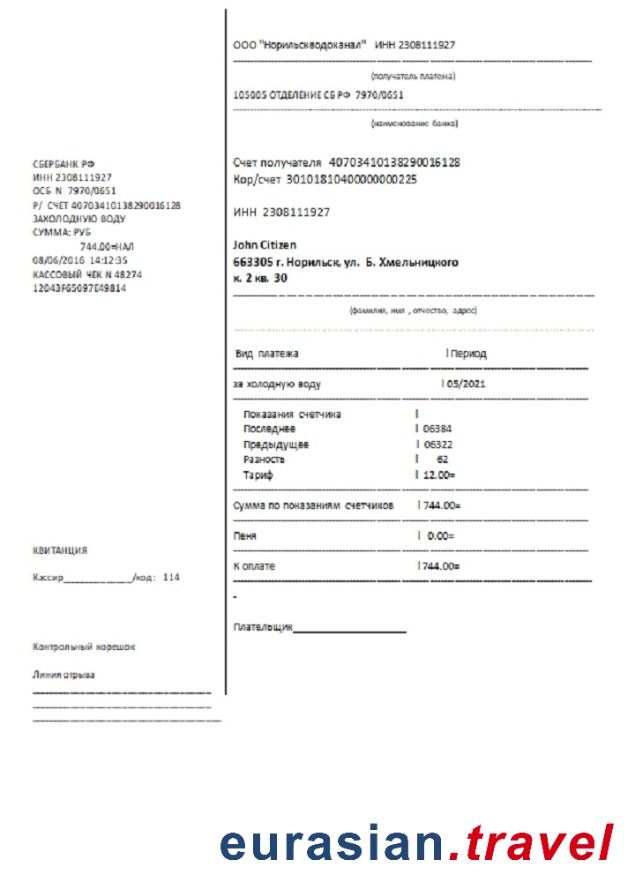 СБЕРБАНК РФ
ИНН 2308111927
ОСБ N 7970/0651
Р/ СЧЕТ 40703410138290016128
ЗАХОЛОДНУЮ ВОДУ
СУММА: РУБ
744.00=НАЛ
08/06/2016 14:12:35
КАССОВЫЙ ЧЕК N 48274
12043F65097E49814
КВИТАНЦИЯ
Кассир______________/код: 114
Контрольный корешок
Линия отрыва
ООО "Норильскводоканал" ИНН 2308111927
(получатель платежа)
105005 ОТДЕЛЕНИЕ СБ РФ 7970/0651
(наименование банка)
Счет получателя 40703410138290016128
Кор/счет 30101810400000000225
ИНН 2308111927
John Citizen
663305 г. Норильск, ул. Б. Хмельницкого
к. 2 кв. 30
(фамилия, имя , отчество, адрес)
Вид платежа | Период
за холодную воду | 05/2021
Показания счетчика |
Последнее | 06384
Предыдущее | 06322
Разность | 62
Тариф | 12.00=
Сумма по показаниям счетчиков | 744.00=
Пеня | 0.00=
К оплате | 744.00=
-
Плательщик____________________
eurasian.travel